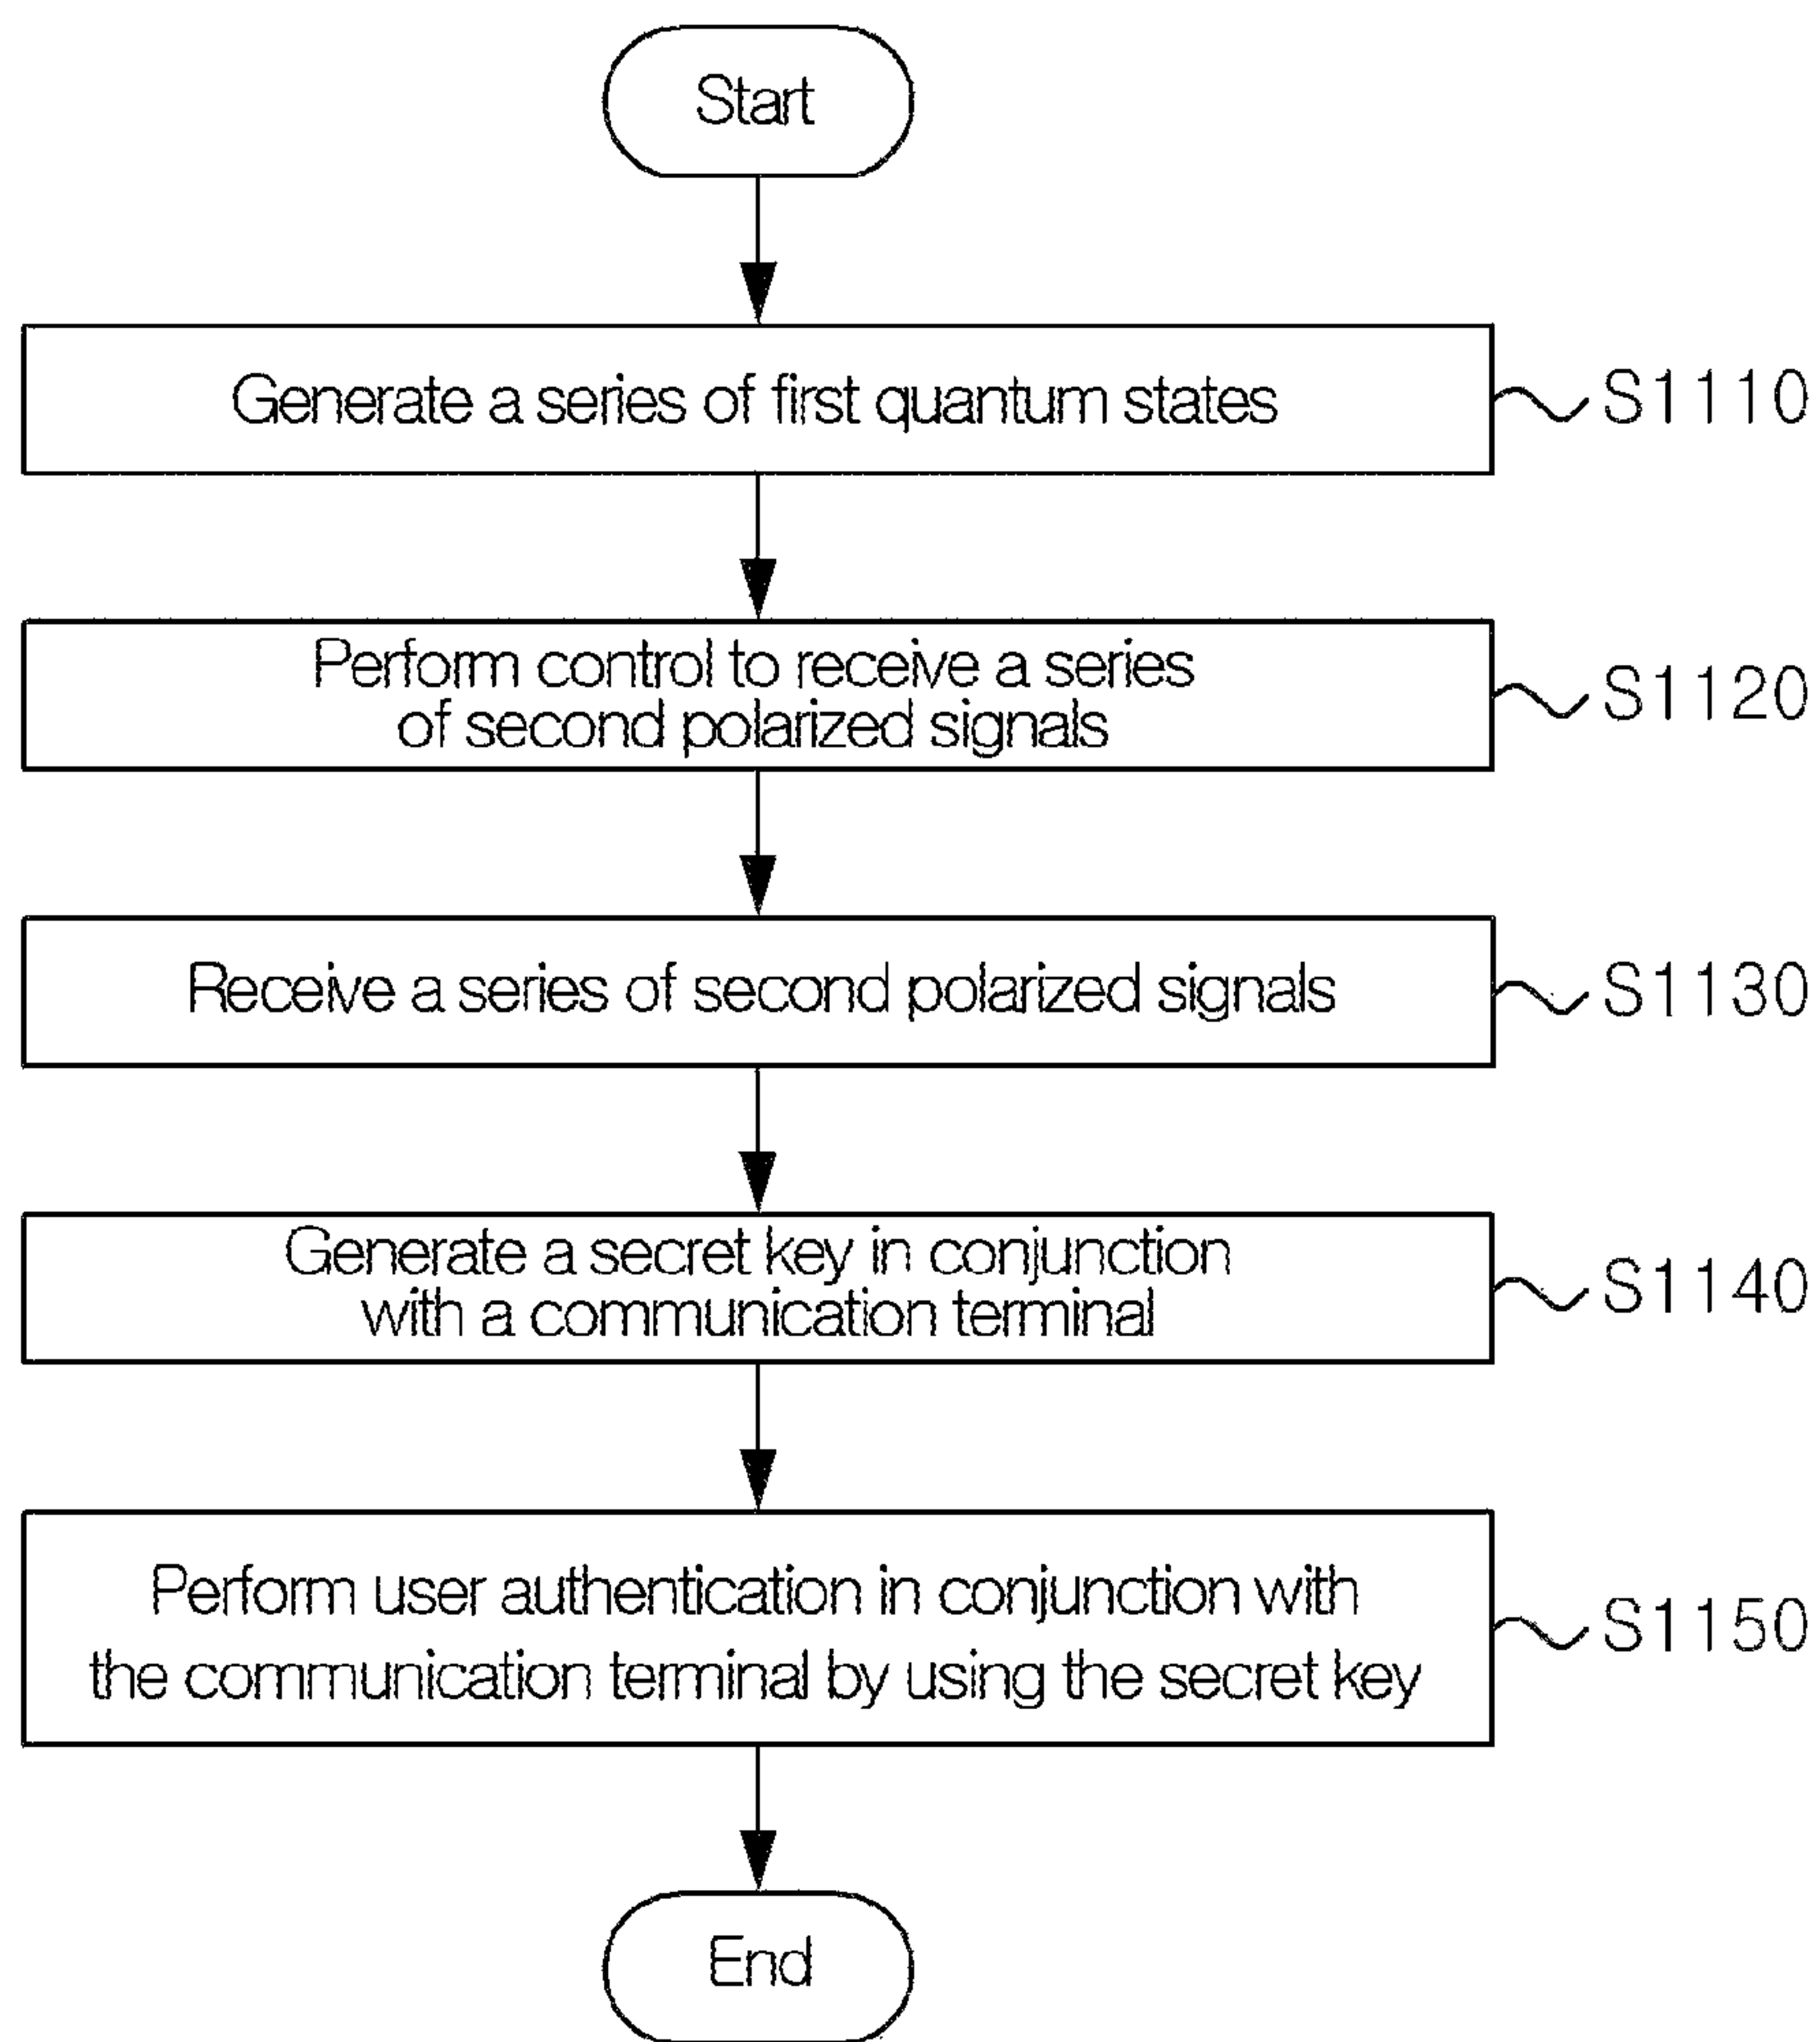 Start
Generate a series of first quantum states
S1110
Perform control to receive a series
of second polarized signals
S1120
Receive a series of second polarized signals
S1130
Generate a secret key in conjunction
with a communication terminal
S1140
Perform user authentication in conjunction with
the communication terminal by using the secret key
S1150
End